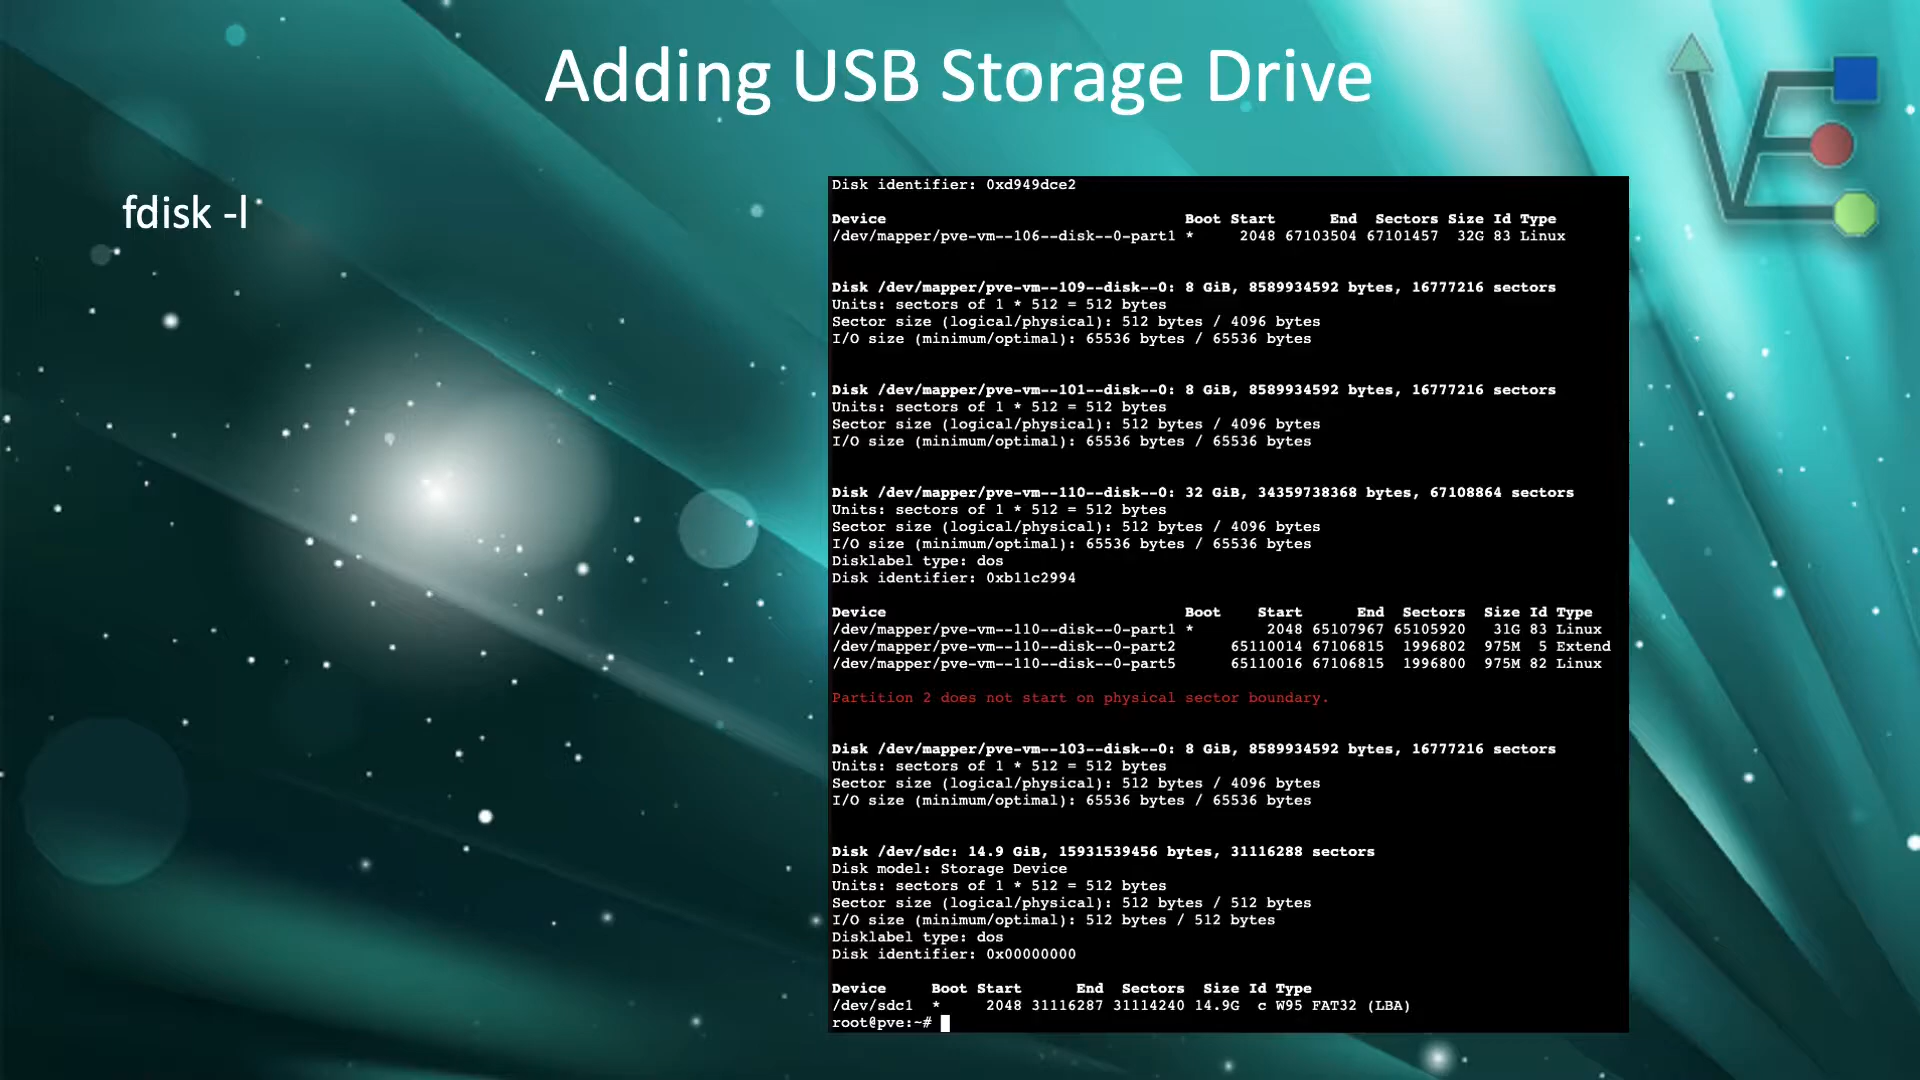 Adding USB Storage Drive
fdisk -l
Disk identifier: 0xd949dce2
Device Boot Start End Sectors Size Id Type
/dev/mapper/pve-vm--106--disk--0-part1 * 2048 67103504 67101457 32G 83 Linux
Disk /dev/mapper/pve-vm--109--disk--0: 8 GiB, 8589934592 bytes, 16777216 sectors
Units: sectors of 1 * 512 = 512 bytes
Sector size (logical/physical): 512 bytes / 4096 bytes
I/O size (minimum/optimal): 65536 bytes / 65536 bytes
Disk /dev/mapper/pve-vm--101--disk--0: 8 GiB, 8589934592 bytes, 16777216 sectors
Units: sectors of 1 * 512 = 512 bytes
Sector size (logical/physical): 512 bytes / 4096 bytes
I/O size (minimum/optimal): 65536 bytes / 65536 bytes
Disk /dev/mapper/pve-vm--110--disk--0: 32 GiB, 34359738368 bytes, 67108864 sectors
Units: sectors of 1 * 512 = 512 bytes
Sector size (logical/physical): 512 bytes / 4096 bytes
I/O size (minimum/optimal): 65536 bytes / 65536 bytes
Disklabel type: dos
Disk identifier: 0xb11c2994
Device Boot Start End Sectors Size Id Type
/dev/mapper/pve-vm--110--disk--0-part1 * 2048 65107967 65105920 31G 83 Linux
/dev/mapper/pve-vm--110--disk--0-part2 65110014 67106815 1996802 975M 5 Extend
/dev/mapper/pve-vm--110--disk--0-part5 65110016 67106815 1996800 975M 82 Linux
Partition 2 does not start on physical sector boundary.
Disk /dev/mapper/pve-vm--103--disk--0: 8 GiB, 8589934592 bytes, 16777216 sectors
Units: sectors of 1 * 512 = 512 bytes
Sector size (logical/physical): 512 bytes / 4096 bytes
I/O size (minimum/optimal): 65536 bytes / 65536 bytes
Disk /dev/sdc: 14.9 GiB, 15931539456 bytes, 31116288 sectors
Disk model: Storage Device
Units: sectors of 1 * 512 = 512 bytes
Sector size (logical/physical): 512 bytes / 512 bytes
I/O size (minimum/optimal): 512 bytes / 512 bytes
Disklabel type: dos
Disk identifier: 0x00000000
Device Boot Start End Sectors Size Id Type
/dev/sdc1 * 2048 31116287 31114240 14.9G c W95 FAT32 (LBA)
root@pve:~#